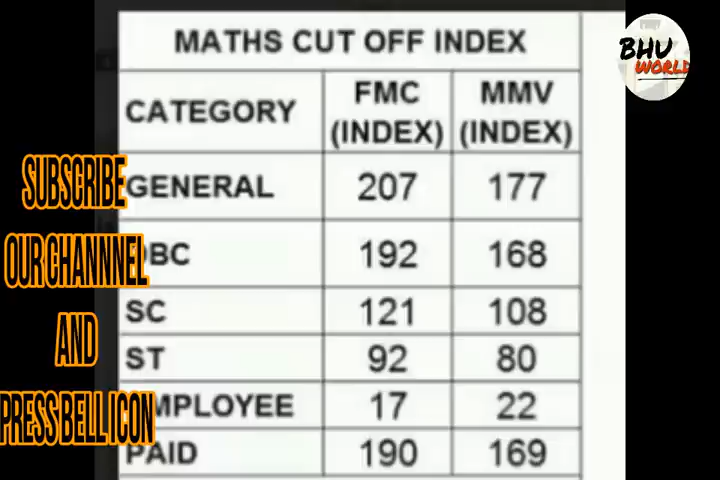 MATHS CUT OFF INDEX
BHU
WORLD
CATEGORY FMC (INDEX) MMV (INDEX)
GENERAL 207 177
BC 192 168
SC 121 108
ST 92 80
MPLOYEE 17 22
PAID 190 169
SUBSCRIBE
OUR CHANNNEL
AND
PRESS BELL ICON